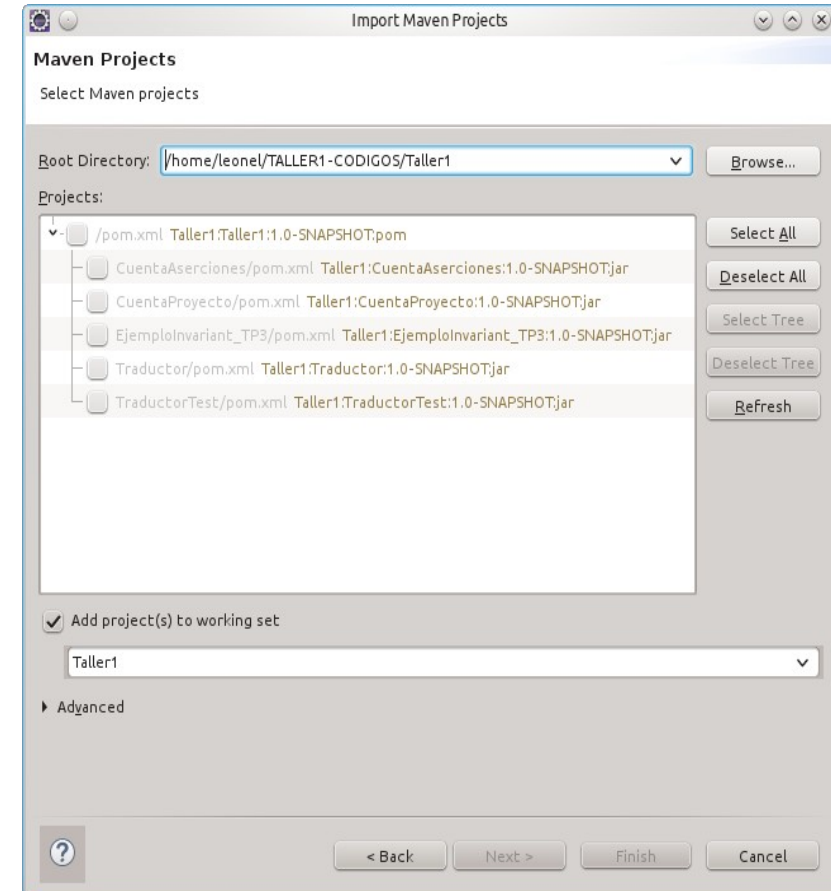 Import Maven Projects
Maven Projects
Select Maven projects
Root Directory: /home/leonel/TALLER1-CODIGOS/Taller1 Browse...
Projects:
/pom.xml Taller1:Taller1:1.0-SNAPSHOT:pom Select All
CuentaAserciones/pom.xml Taller1:CuentaAserciones:1.0-SNAPSHOT:jar Deselect All
CuentaProyecto/pom.xml Taller1:CuentaProyecto:1.0-SNAPSHOT:jar
EjemploInvariant_TP3/pom.xml Taller1:EjemploInvariant_TP3:1.0-SNAPSHOT:jar Select Tree
Traductor/pom.xml Taller1:Traductor:1.0-SNAPSHOT:jar Deselect Tree
TraductorTest/pom.xml Taller1:TraductorTest:1.0-SNAPSHOT:jar Refresh
Add project(s) to working set
Taller1
Advanced
? < Back Next > Finish Cancel